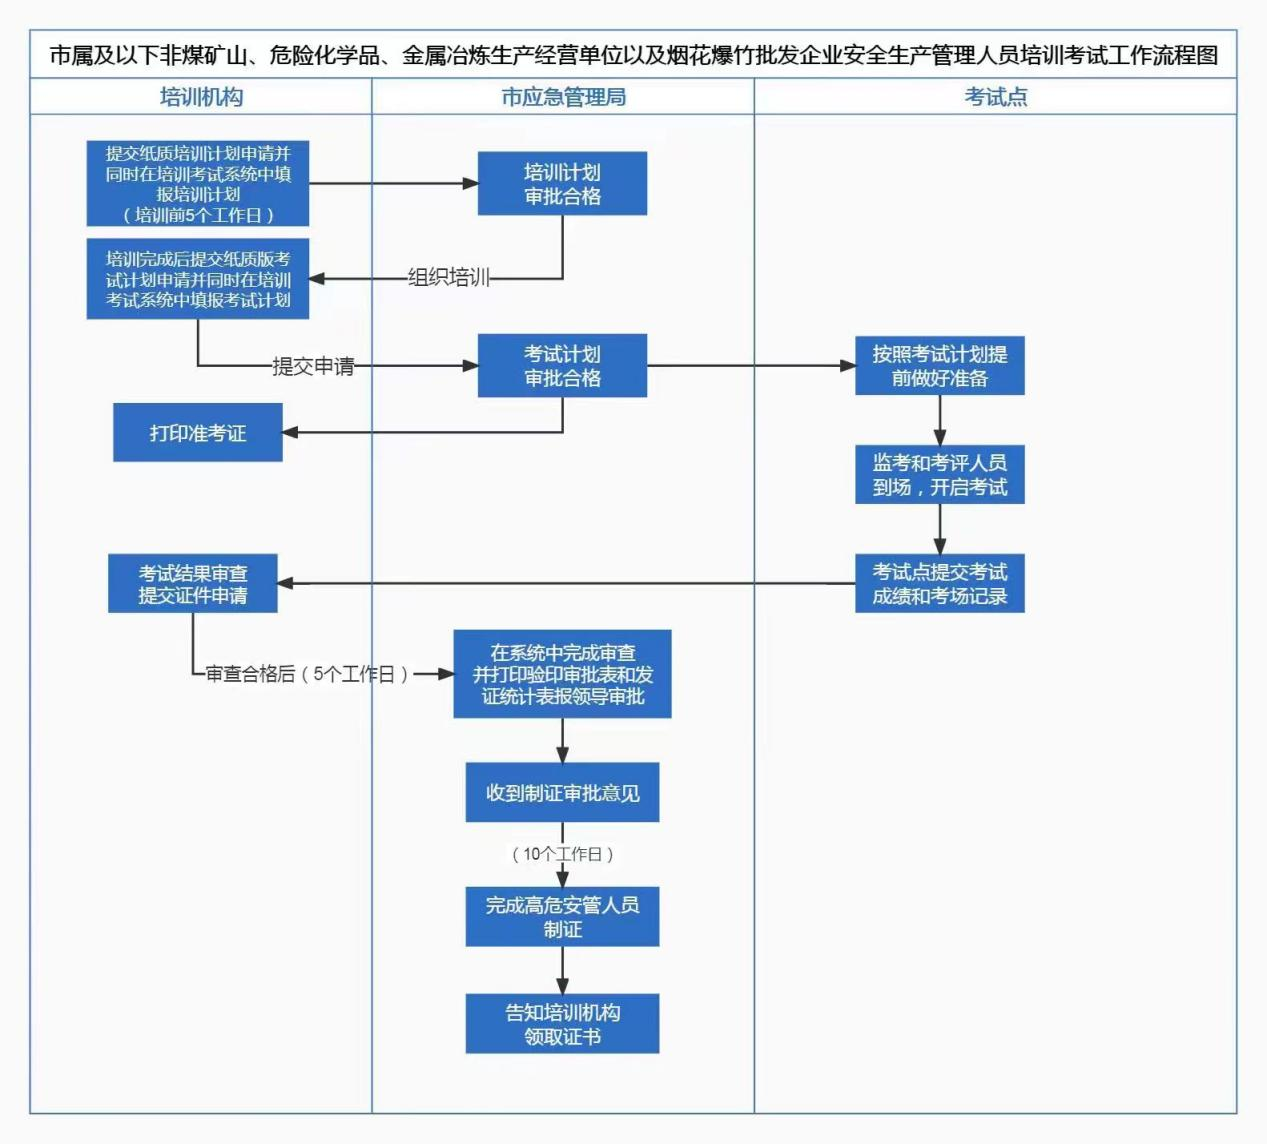 市属及以下非煤矿山、危险化学品、金属冶炼生产经营单位以及烟花爆竹批发企业安全生产管理人员培训考试工作流程图
培训机构
市应急管理局
考试点
提交纸质培训计划申请并
同时在培训考试系统中填
报培训计划
（培训前5个工作日）
培训计划
审批合格
培训完成后提交纸质版考
试计划申请并同时在培训
考试系统中填报考试计划
组织培训
提交申请
考试计划
审批合格
按照考试计划提
前做好准备
打印准考证
监考和考评人员
到场，开启考试
考试结果审查
提交证件申请
考试点提交考试
成绩和考场记录
审查合格后（5个工作日）
在系统中完成审查
并打印验印审批表和发
证统计表报领导审批
收到制证审批意见
（10个工作日）
完成高危安管人员
制证
告知培训机构
领取证书